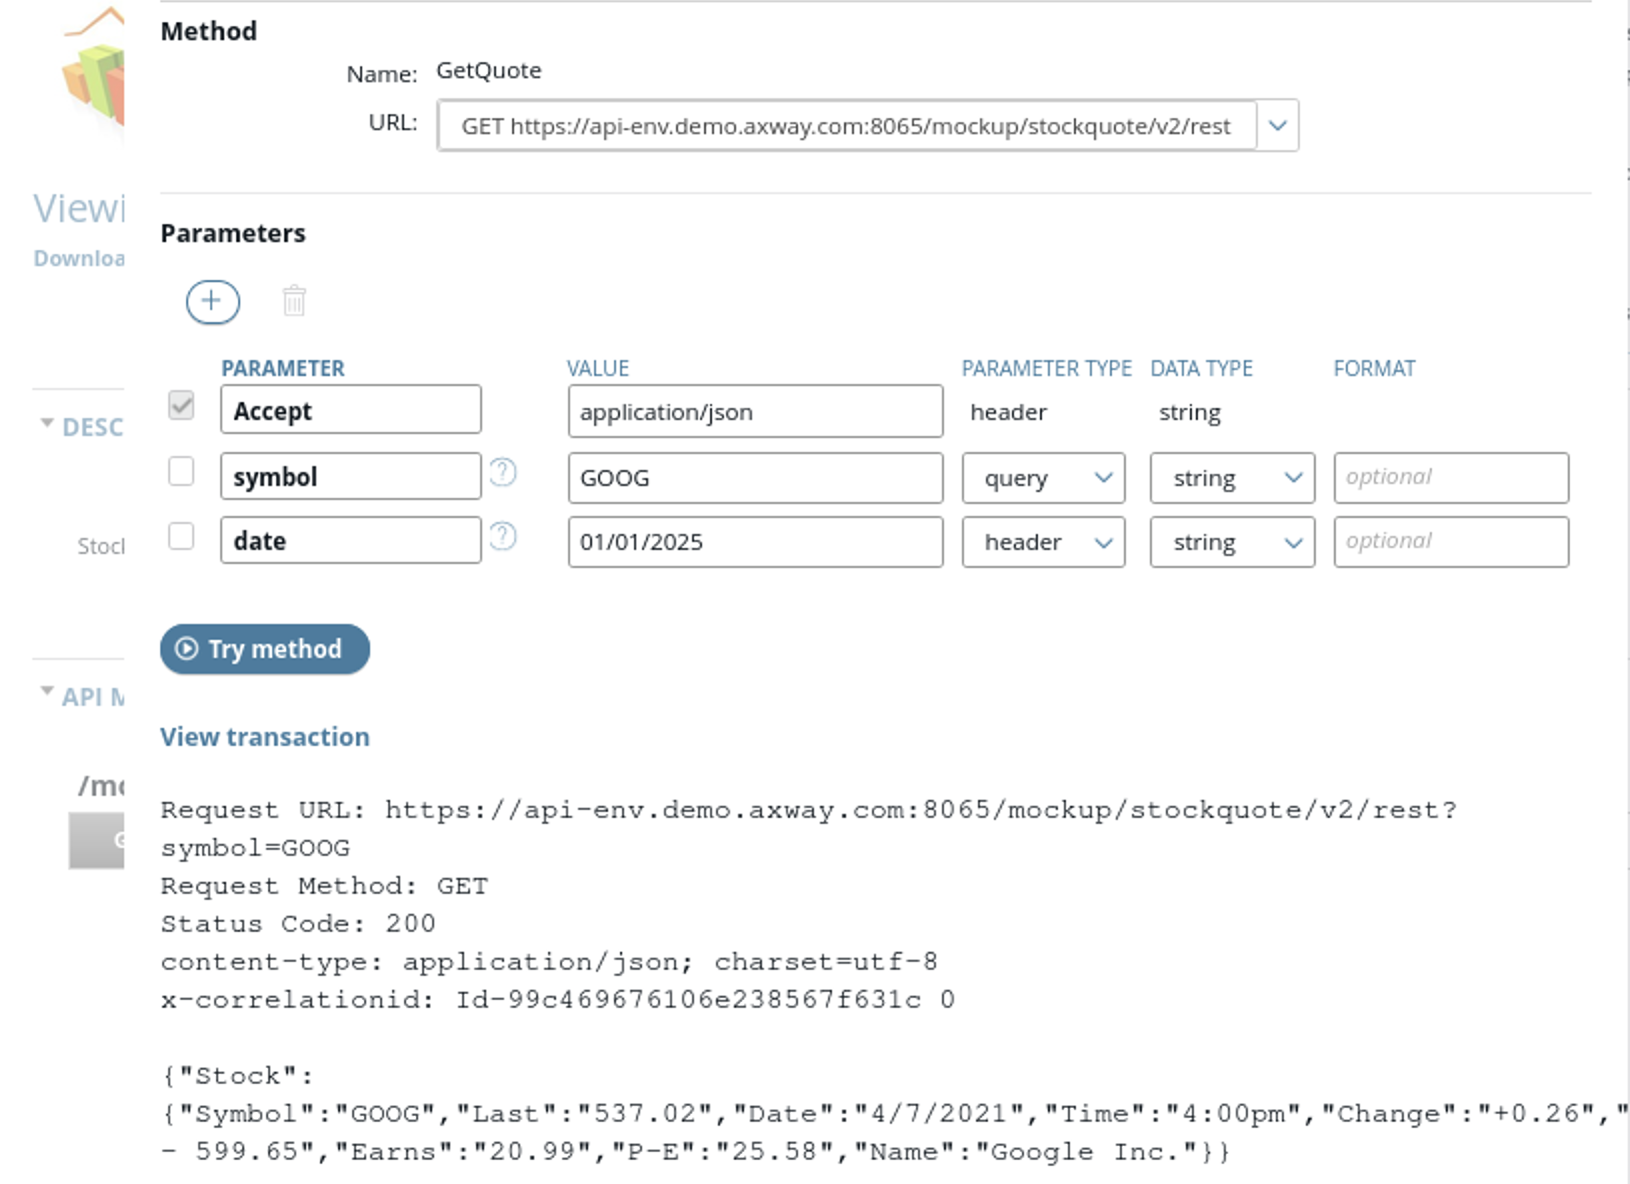 Method
Name: GetQuote
URL: GET https://api-env.demo.axway.com:8065/mockup/stockquote/v2/rest
Viewi
Downloa
Parameters
PARAMETER VALUE PARAMETER TYPE DATA TYPE FORMAT
Accept application/json header string
DESC
symbol ? GOOG query string optional
date ? 01/01/2025 header string optional
Stock
Try method
API M
View transaction
/mo
Request URL: https://api-env.demo.axway.com:8065/mockup/stockquote/v2/rest?
symbol=GOOG
G
Request Method: GET
Status Code: 200
content-type: application/json; charset=utf-8
x-correlationid: Id-99c469676106e238567f631c 0
{"Stock":
{"Symbol":"GOOG","Last":"537.02","Date":"4/7/2021","Time":"4:00pm","Change":"+0.26","
- 599.65","Earns":"20.99","P-E":"25.58","Name":"Google Inc."}}